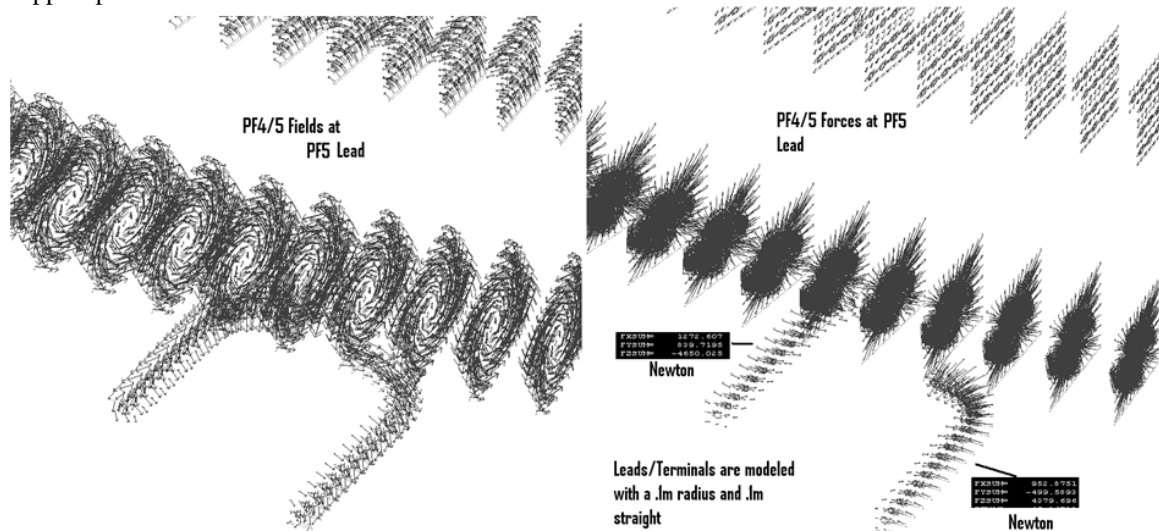 PF4/5 Fields at
PF5 Lead
PF4/5 Forces at PF5
Lead
FXSUM= 1272.607
FYSUM= 839.7195
FZSUM= -4650.025
Newton
Leads/Terminals are modeled
with a .1m radius and .1m
straight
FXSUM= 952.8751
FYSUM= -499.5893
FZSUM= 4379.696
Newton